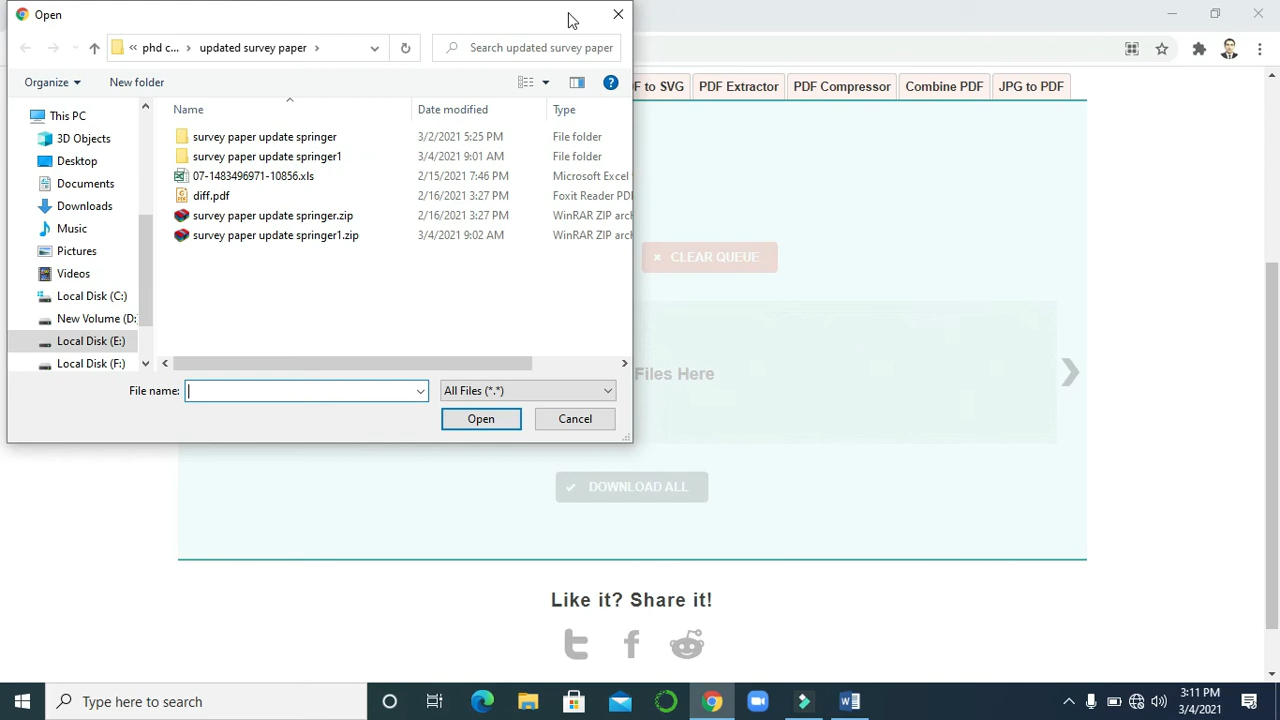 Open
« phd c... › updated survey paper ›
Search updated survey paper
F to SVG
PDF Extractor
PDF Compressor
Combine PDF
JPG to PDF
Organize
New folder
This PC
3D Objects
Desktop
Documents
Downloads
Music
Pictures
Videos
Local Disk (C:)
New Volume (D:
Local Disk (E:)
Local Disk (F:)
Name Date modified Type
survey paper update springer 3/2/2021 5:25 PM File folder
survey paper update springer1 3/4/2021 9:01 AM File folder
07-1483496971-10856.xls 2/15/2021 7:46 PM Microsoft Excel
diff.pdf 2/16/2021 3:27 PM Foxit Reader PD
survey paper update springer.zip 2/16/2021 3:27 PM WinRAR ZIP arch
survey paper update springer1.zip 3/4/2021 9:02 AM WinRAR ZIP arch
File name:
All Files (*.*)
Open
Cancel
CLEAR QUEUE
Files Here
DOWNLOAD ALL
Like it? Share it!
Type here to search
3:11 PM
3/4/2021